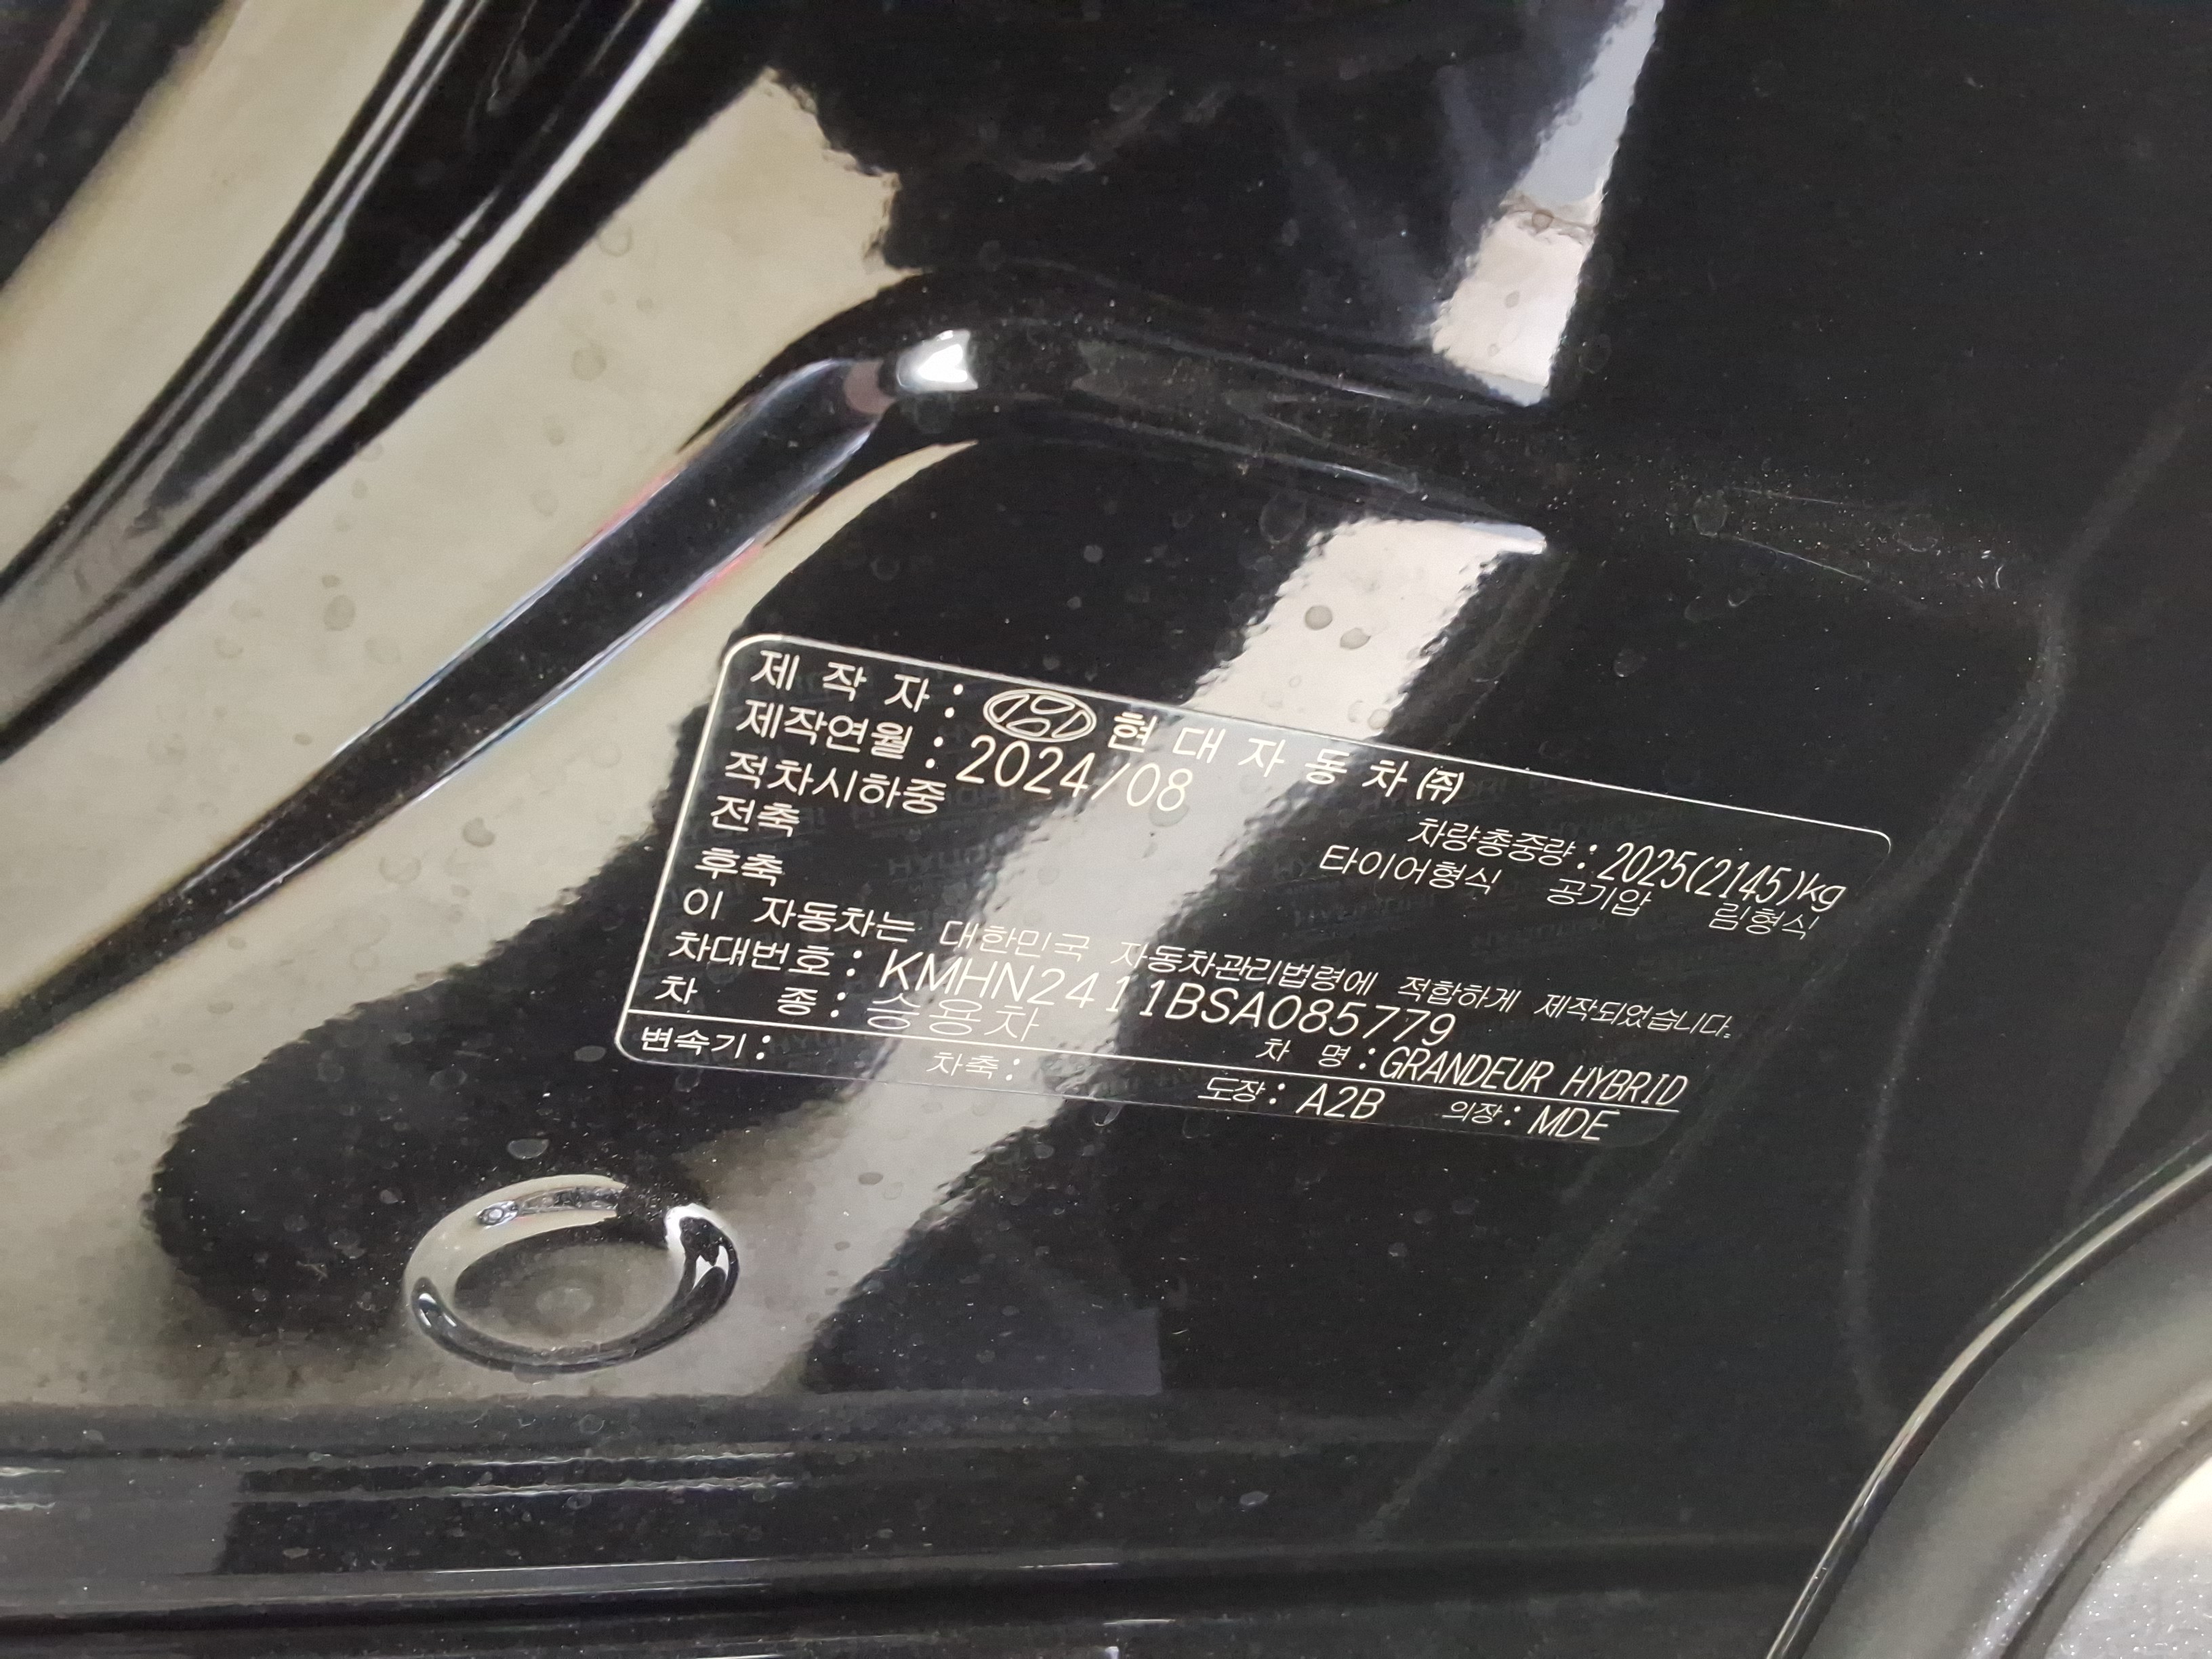 제 작 자 : 현 대 자 동 차 ㈜
제작연월 : 2024/08
적차시하중 차량총중량 : 2025(2145)kg
전축 타이어형식 공기압 림형식
후축
이 자동차는 대한민국 자동차관리법령에 적합하게 제작되었습니다.
차대번호 : KMHN2411BSA085779
차 종 : 승용차 차 명 : GRANDEUR HYBRID
변속기 : 차축 : 도장 : A2B 의장 : MDE